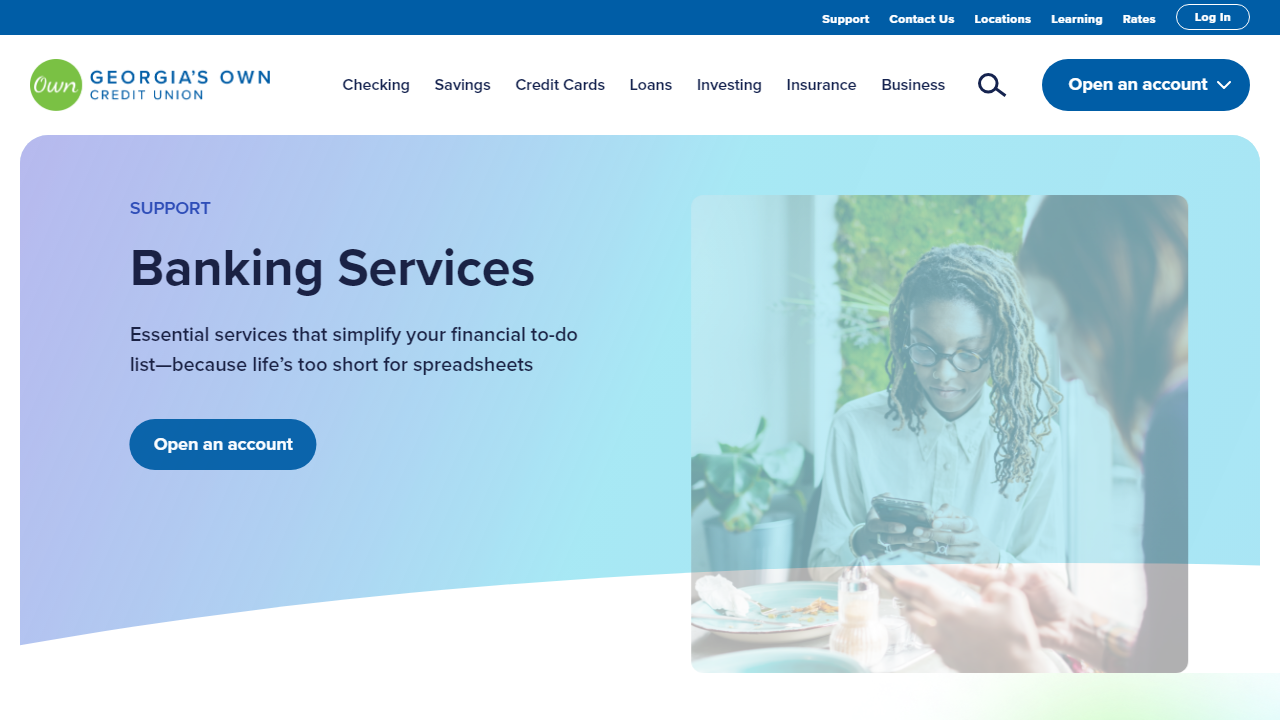 Support Contact Us Locations Learning Rates Log In
Own GEORGIA'S OWN
CREDIT UNION
Checking Savings Credit Cards Loans Investing Insurance Business Open an account
SUPPORT
Banking Services
Essential services that simplify your financial to-do
list—because life’s too short for spreadsheets
Open an account